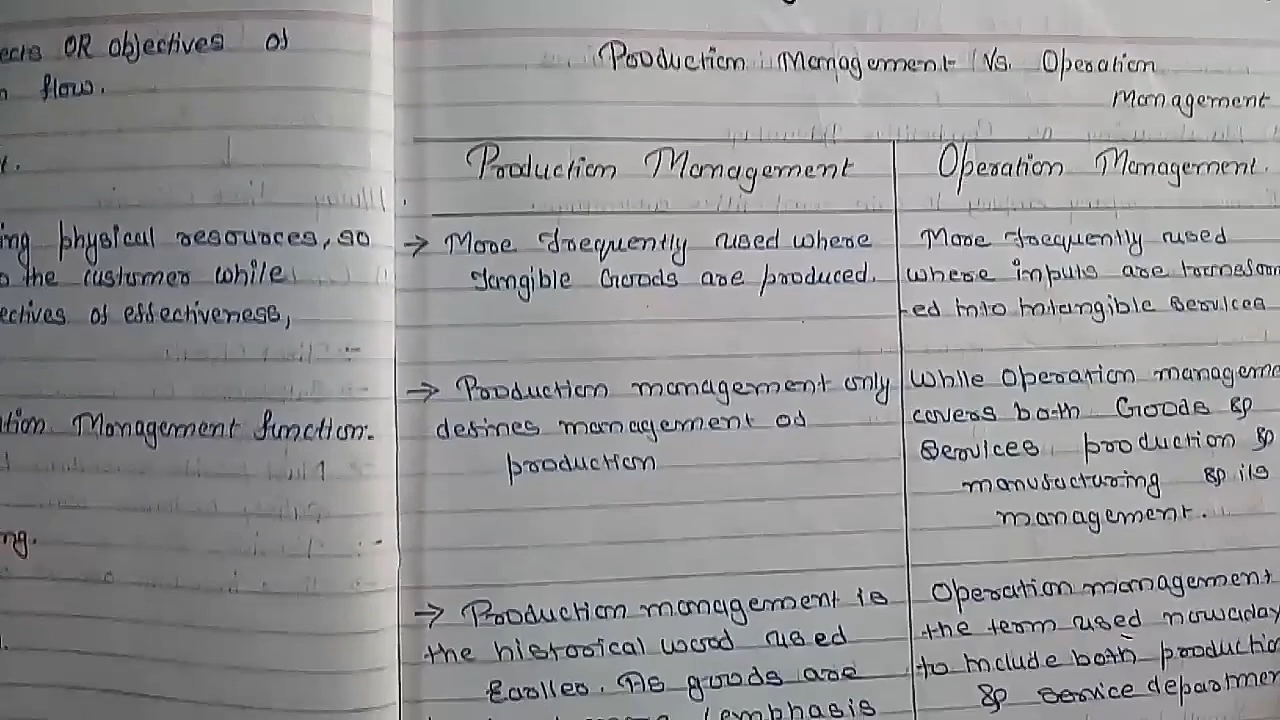 ects OR objectives of
flow.
ing physical resources, so
o the customer while
ectives of effectiveness,
ation Management function.
ng.
Production Management Vs. Operation
Management
Production Management
Operation Management.
→ More frequently used where
tangible Goods are produced.
More frequently used
where inputs are transform
-ed into intangible Services
→ Production management only
defines management of
production
While Operation manageme
covers both Goods &
Services production &
manufacturing & its
management.
→ Production management is
the historical word used
Earlier. As goods are
emphasis
Operation management
the term used nowaday
to include both productio
& service departmen